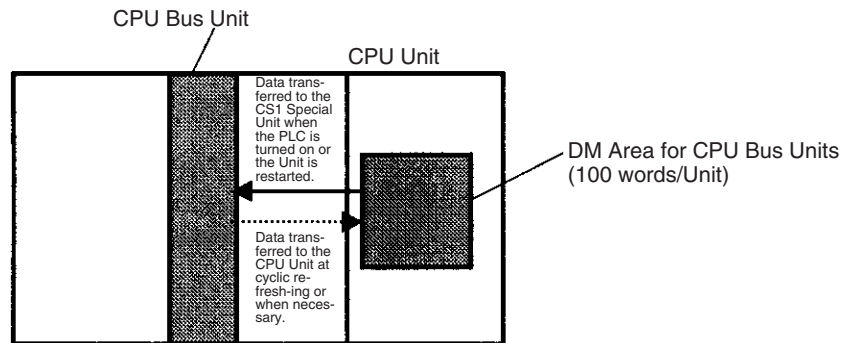 CPU Bus Unit
CPU Unit
Data trans-
ferred to the
CS1 Special
Unit when
the PLC is
turned on or
the Unit is
restarted.
DM Area for CPU Bus Units
(100 words/Unit)
Data trans-
ferred to the
CPU Unit at
cyclic re-
fresh-ing or
when neces-
sary.